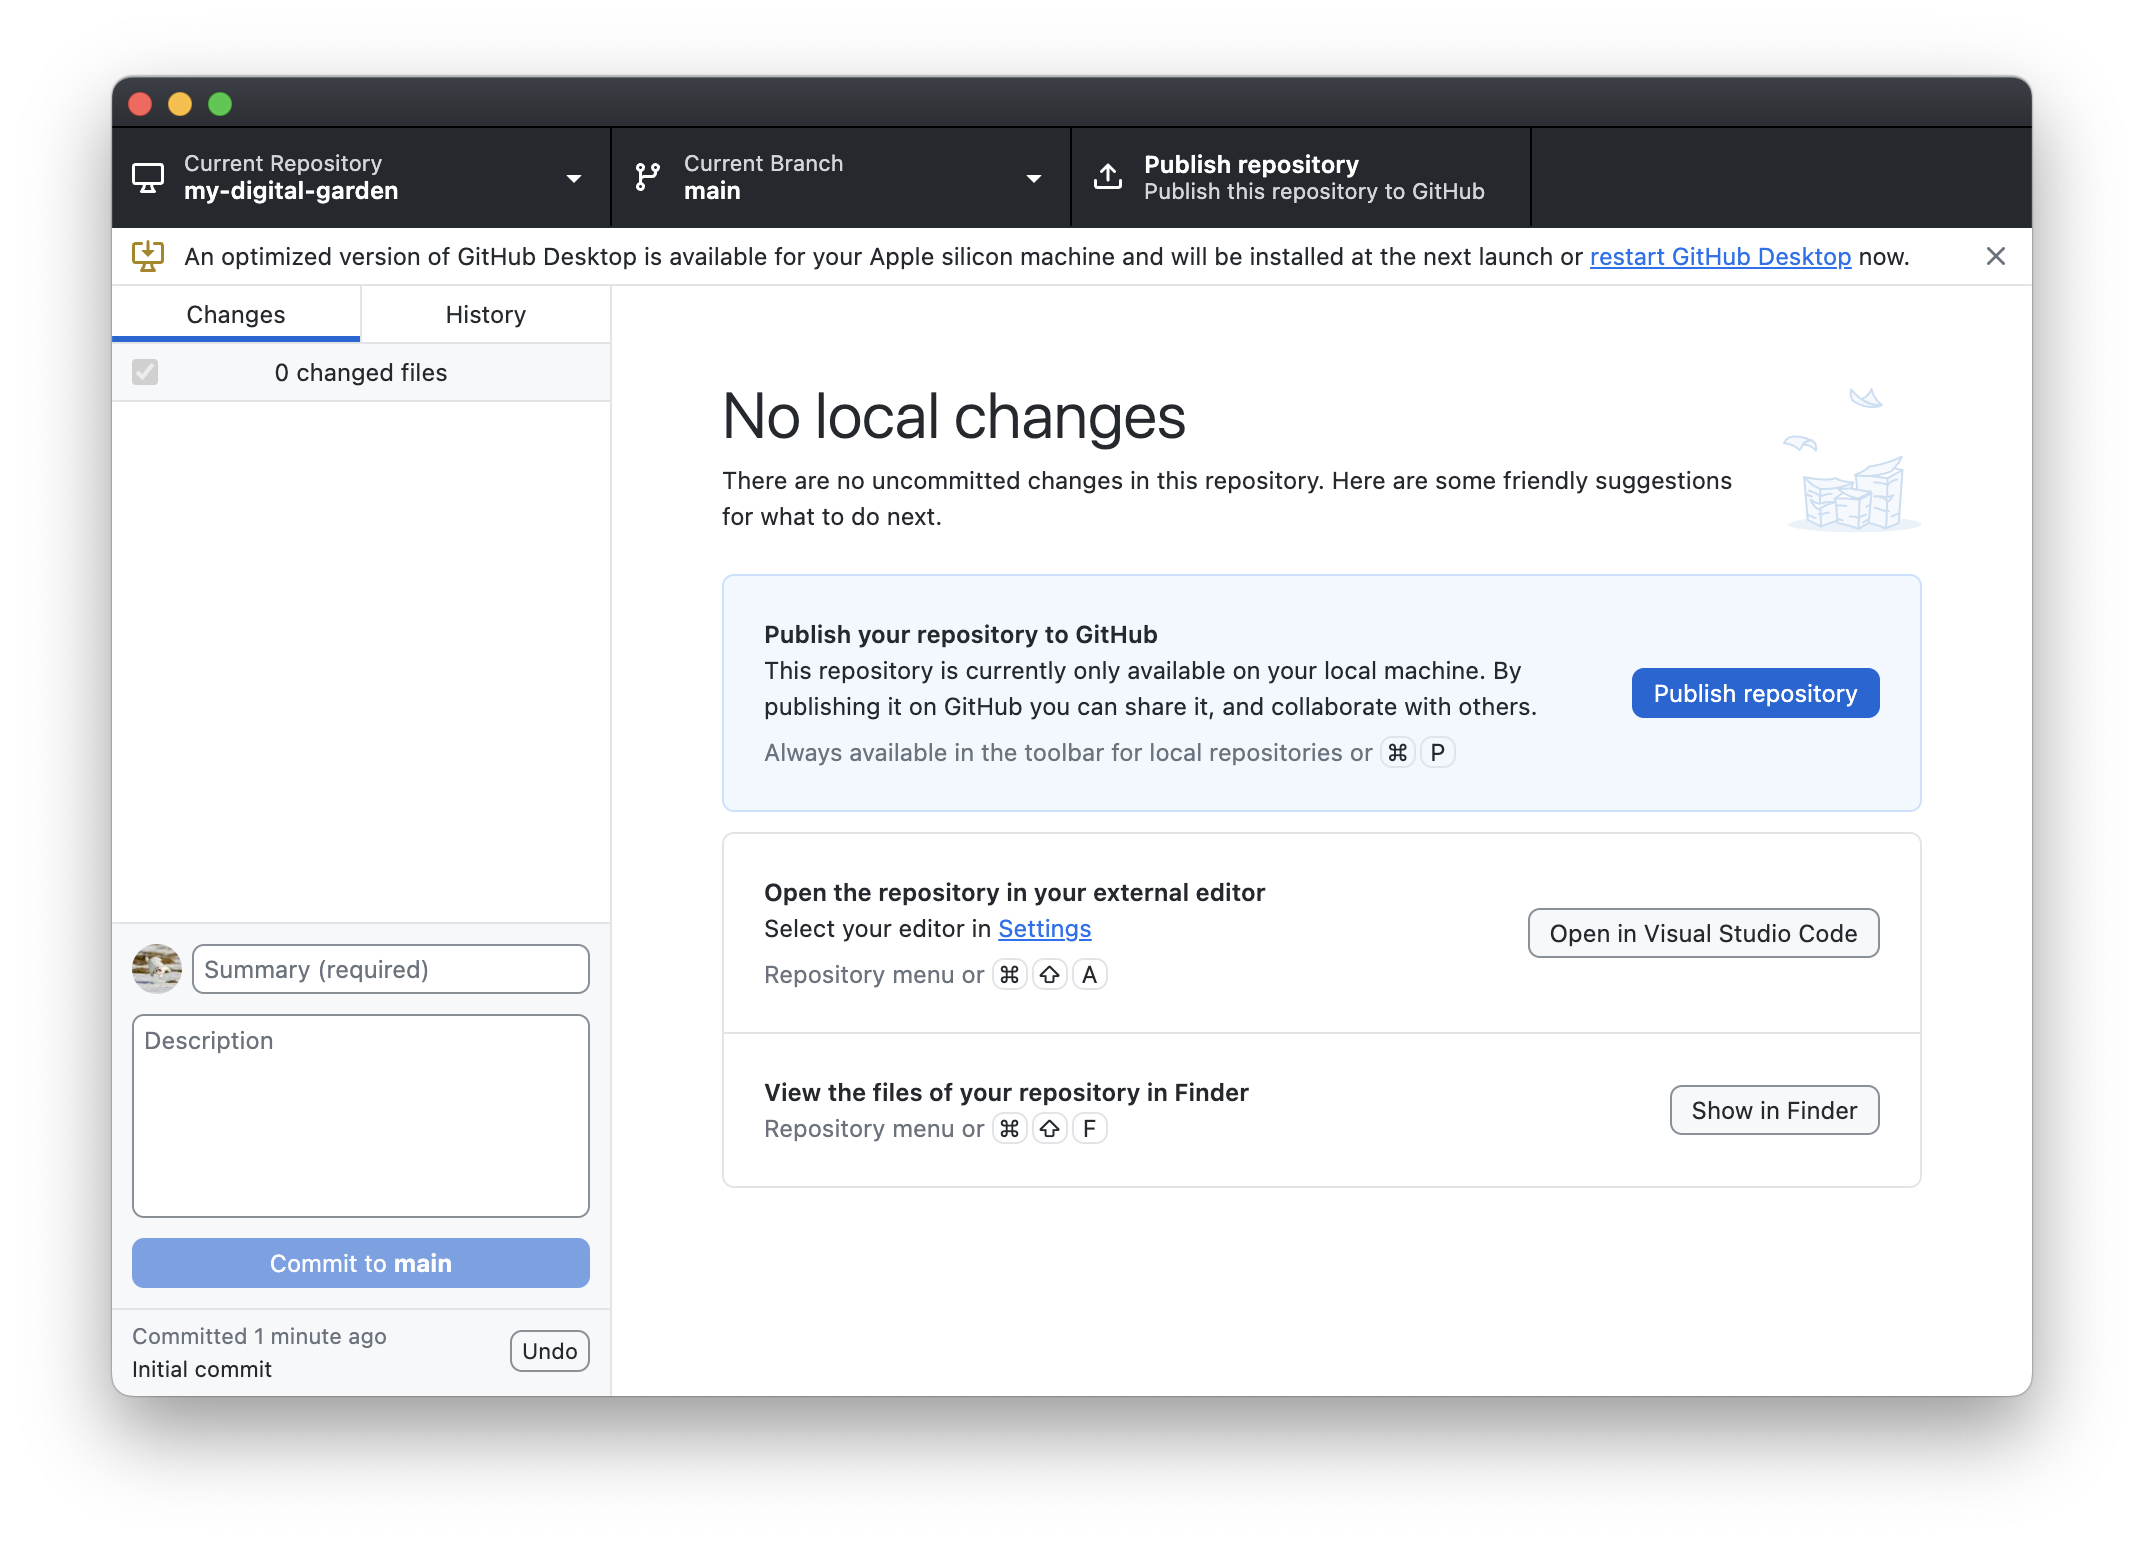 Current Repository
my-digital-garden
Current Branch
main
Publish repository
Publish this repository to GitHub
An optimized version of GitHub Desktop is available for your Apple silicon machine and will be installed at the next launch or restart GitHub Desktop now.
Changes
History
0 changed files
No local changes
There are no uncommitted changes in this repository. Here are some friendly suggestions
for what to do next.
Publish your repository to GitHub
This repository is currently only available on your local machine. By
publishing it on GitHub you can share it, and collaborate with others.
Always available in the toolbar for local repositories or ⌘ P
Publish repository
Open the repository in your external editor
Select your editor in Settings
Repository menu or ⌘ ⇧ A
Open in Visual Studio Code
View the files of your repository in Finder
Repository menu or ⌘ ⇧ F
Show in Finder
Summary (required)
Description
Commit to main
Committed 1 minute ago
Initial commit
Undo